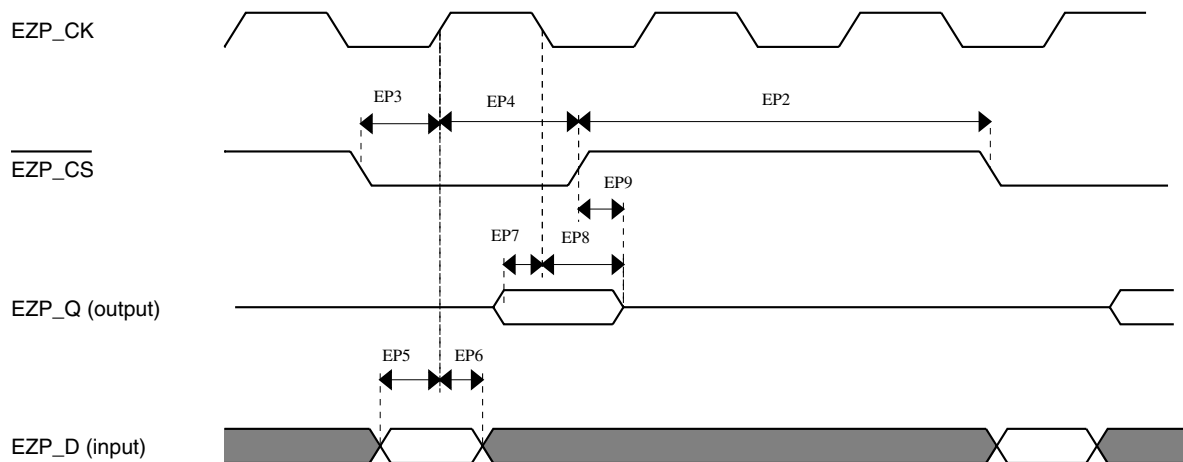 EZP_CK
EP3
EP4
EP2
EZP_CS
EP9
EP7
EP8
EZP_Q (output)
EP5
EP6
EZP_D (input)